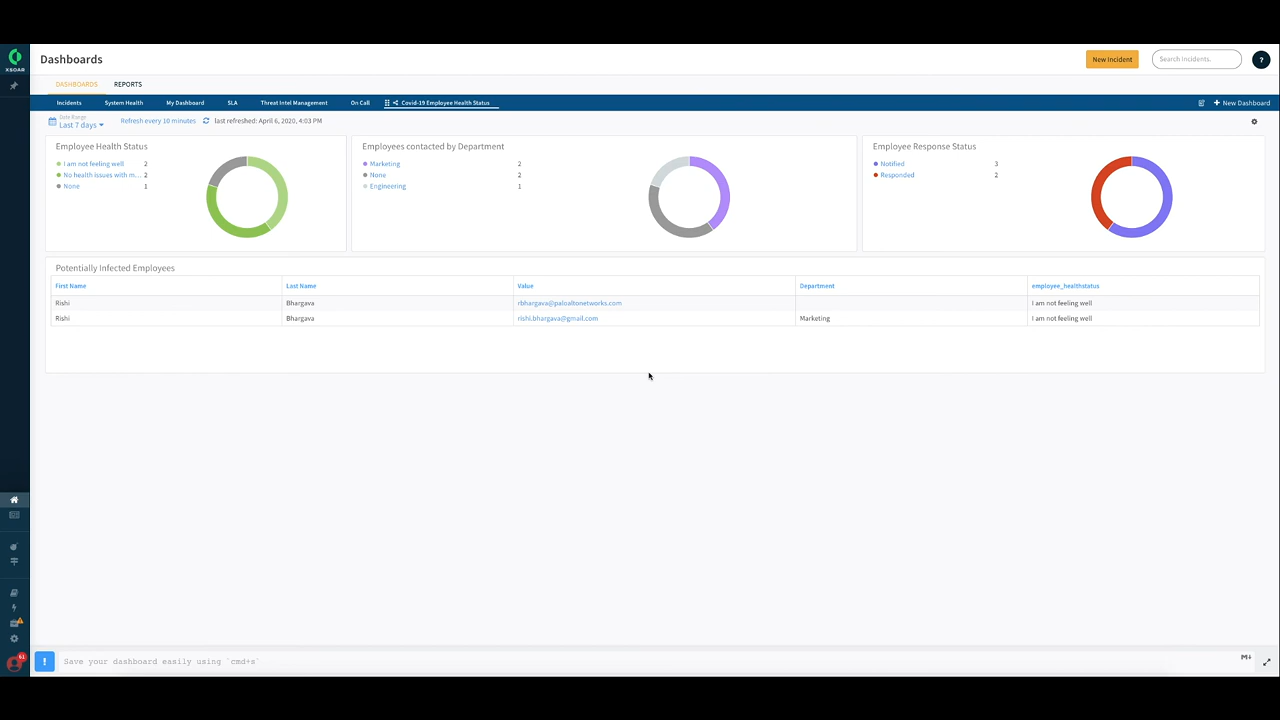 XSOAR
Dashboards
New Incident
Search Incidents.
?
DASHBOARDS
REPORTS
Incidents
System Health
My Dashboard
SLA
Threat Intel Management
On Call
Covid-19 Employee Health Status
+ New Dashboard
Date Range
Last 7 days
Refresh every 10 minutes
last refreshed: April 6, 2020, 4:03 PM
Employee Health Status
I am not feeling well 2
No health issues with m... 2
None 1
Employees contacted by Department
Marketing 2
None 2
Engineering 1
Employee Response Status
Notified 3
Responded 2
Potentially Infected Employees
First Name Last Name Value Department employee_healthstatus
Rishi Bhargava rbhargava@paloaltonetworks.com I am not feeling well
Rishi Bhargava rishi.bhargava@gmail.com Marketing I am not feeling well
61
! Save your dashboard easily using `cmd+s`
M↓